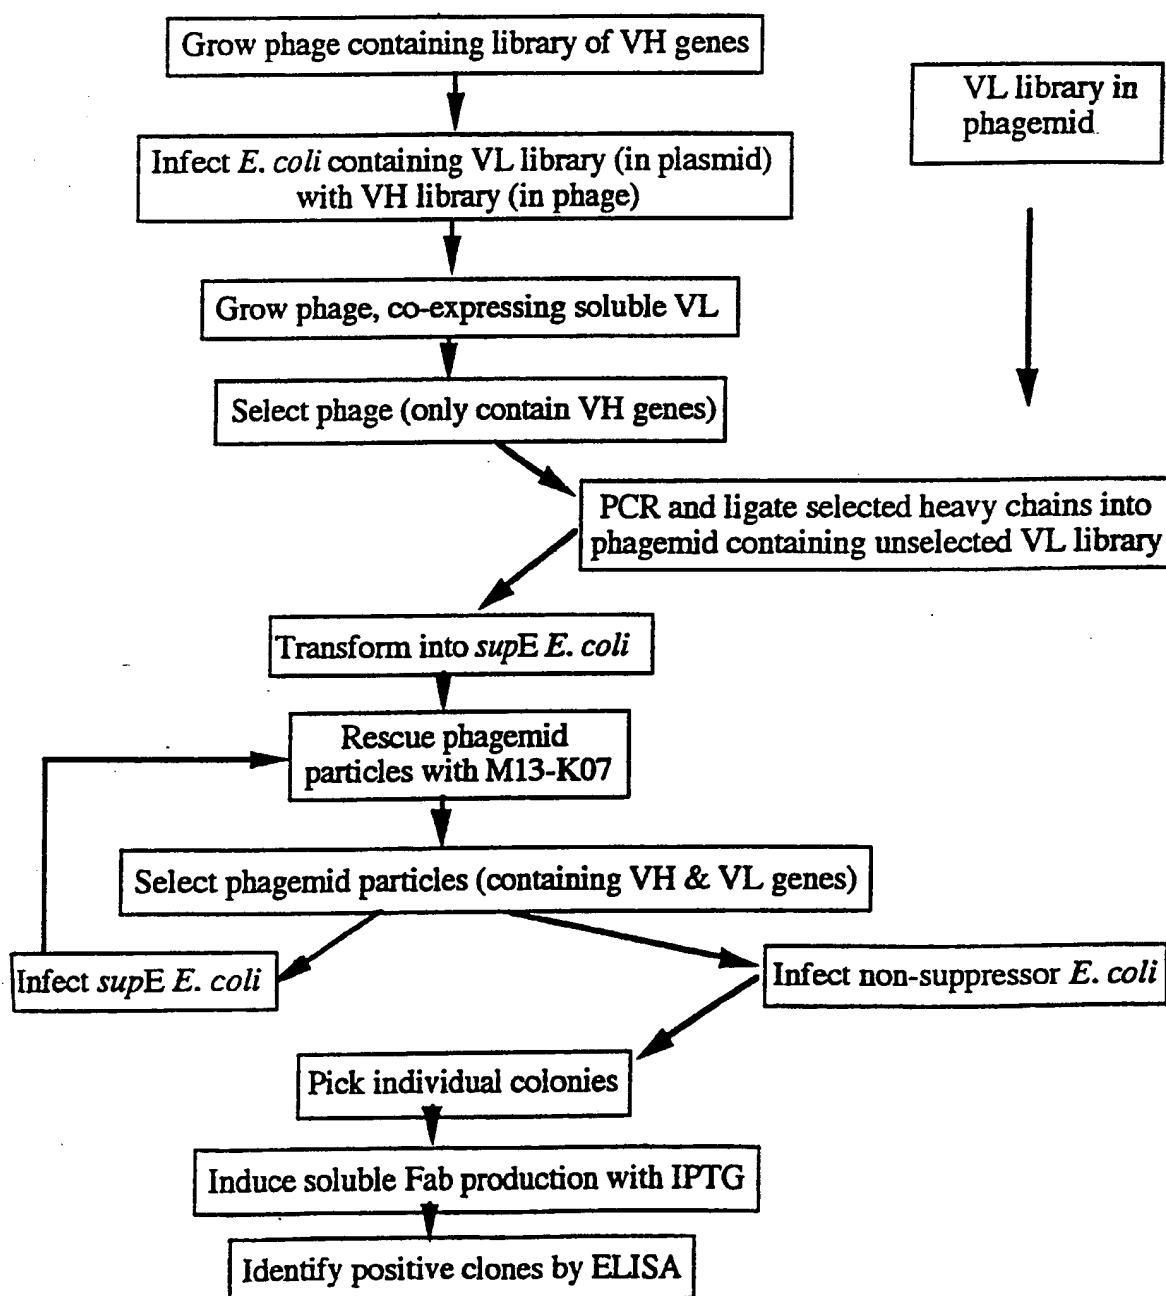 Grow phage containing library of VH genes
VL library in
phagemid
Infect E. coli containing VL library (in plasmid)
with VH library (in phage)
Grow phage, co-expressing soluble VL
Select phage (only contain VH genes)
PCR and ligate selected heavy chains into
phagemid containing unselected VL library
Transform into supE E. coli
Rescue phagemid
particles with M13-K07
Select phagemid particles (containing VH & VL genes)
Infect supE E. coli
Infect non-suppressor E. coli
Pick individual colonies
Induce soluble Fab production with IPTG
Identify positive clones by ELISA